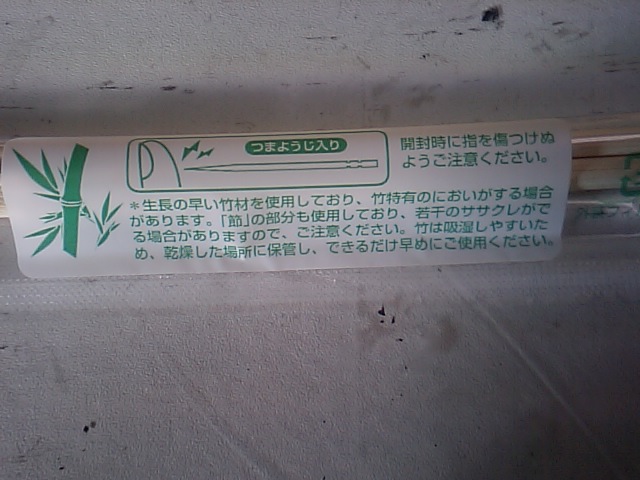 つまようじ入り
開封時に指を傷つけぬ
ようご注意ください。
*生長の早い竹材を使用しており、竹特有のにおいがする場合
があります。「節」の部分も使用しており、若干のササクレがで
る場合がありますので、ご注意ください。竹は吸湿しやすいた
め、乾燥した場所に保管し、できるだけ早めにご使用ください。